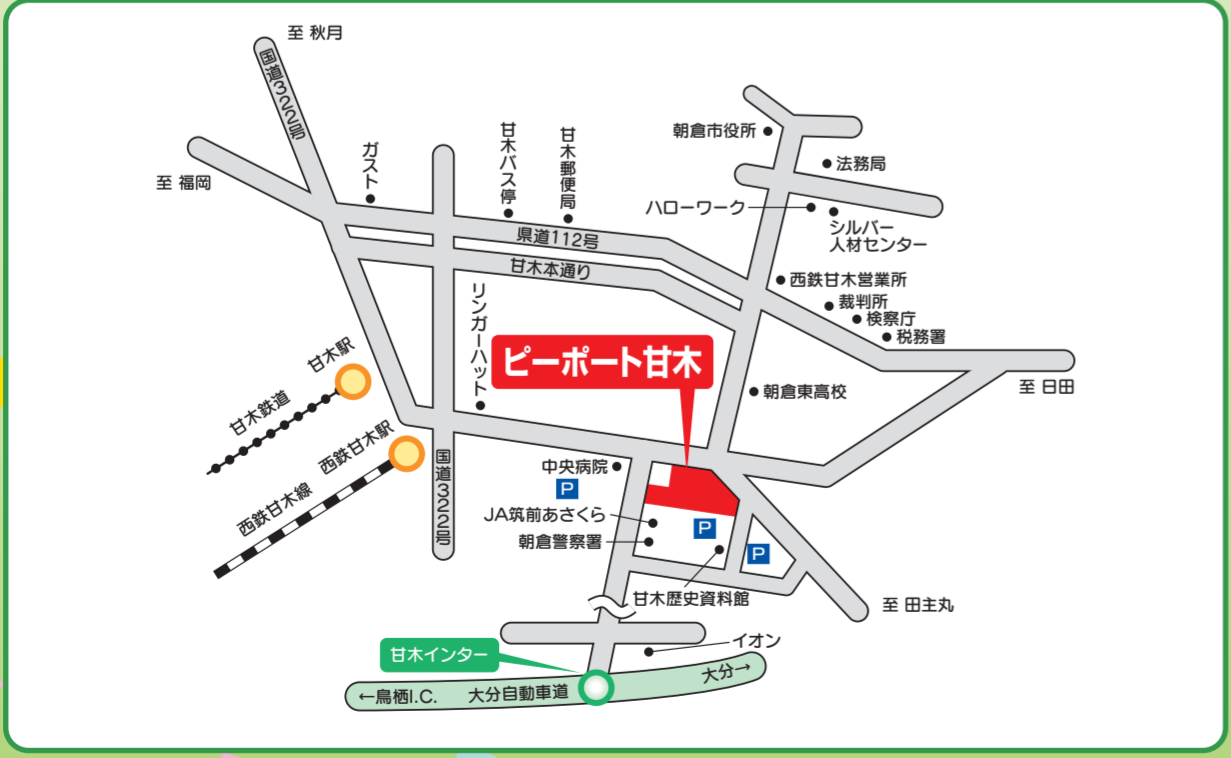 至 秋月
国道322号
至 福岡
ガスト
甘木バス停
甘木郵便局
朝倉市役所
法務局
ハローワーク
シルバー
人材センター
県道112号
甘木本通り
西鉄甘木営業所
裁判所
検察庁
税務署
リンガーハット
ピーポート甘木
甘木駅
甘木鉄道
至 日田
朝倉東高校
西鉄甘木駅
西鉄甘木線
国道322号
中央病院
P
JA筑前あさくら
P
朝倉警察署
P
甘木歴史資料館
至 田主丸
イオン
甘木インター
大分→
←鳥栖I.C.
大分自動車道